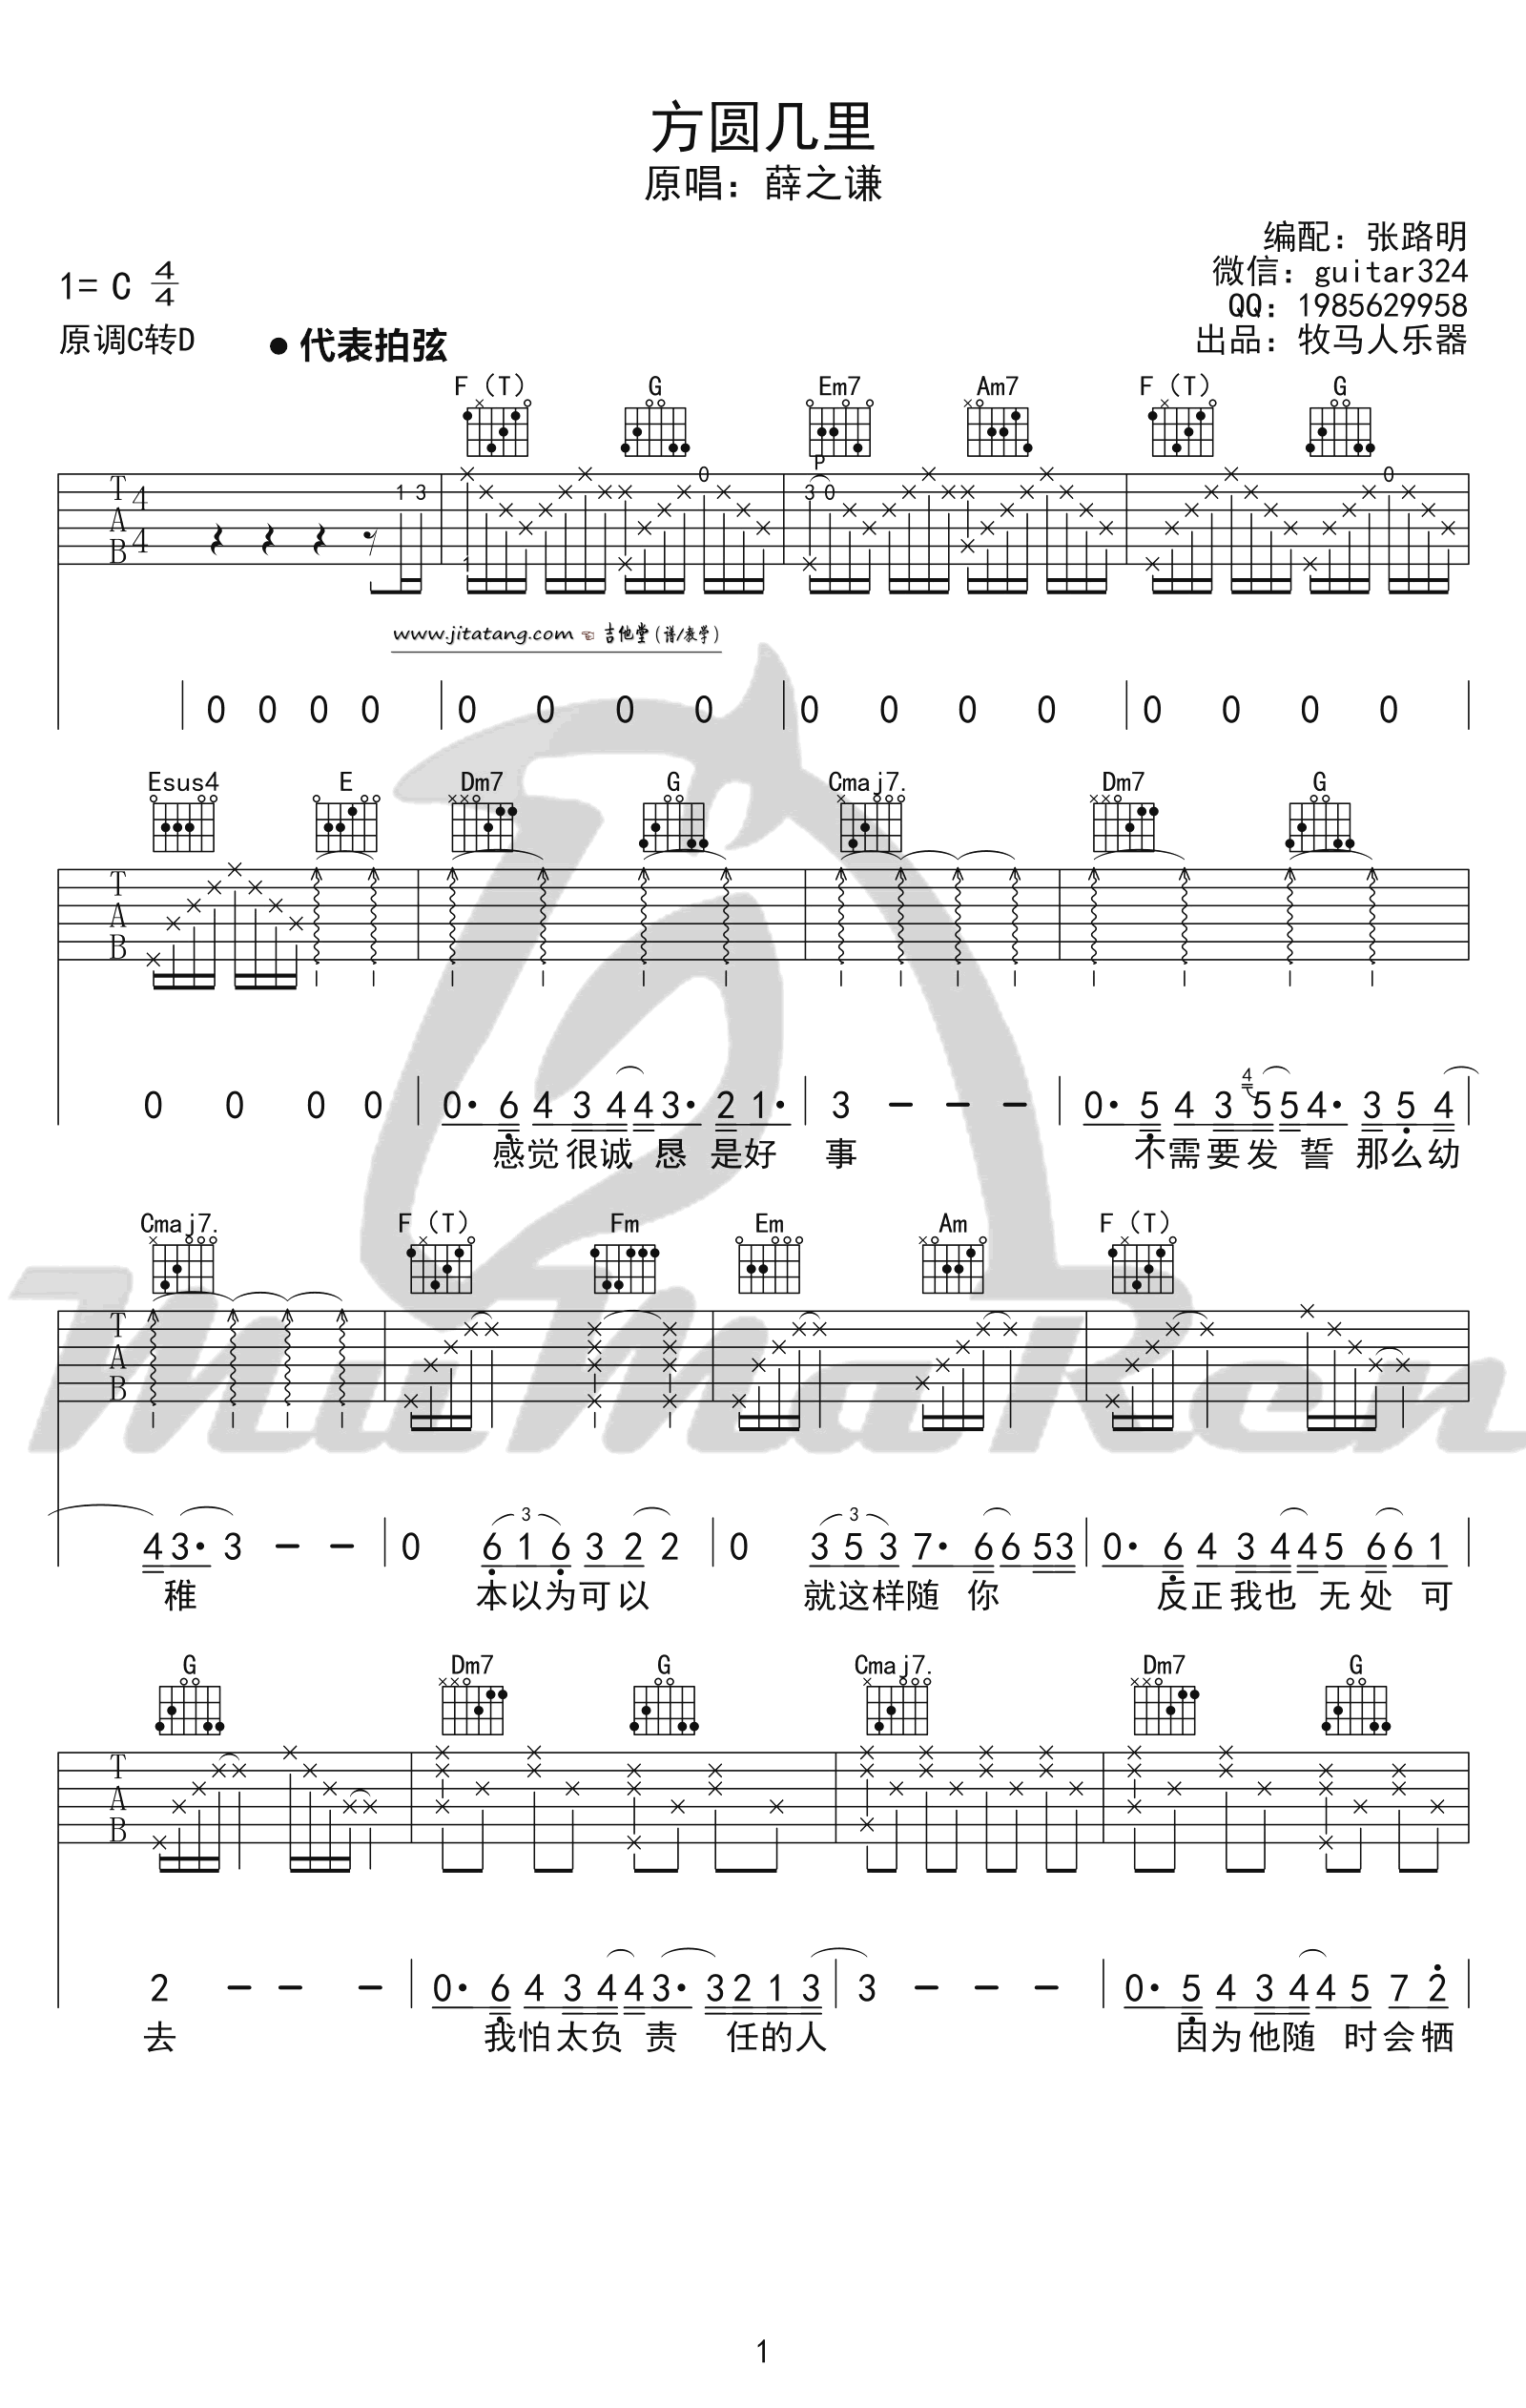 方圆几里
原唱：薛之谦
编配：张路明
微信：guitar324
QQ：1985629958
出品：牧马人乐器
1= C 4/4
原调C转D
● 代表拍弦
F（T） G Em7 Am7 F（T） G
P
T A B 4 4 1 3 1 0 3 0 0
www.jitatang.com ☜ 吉他堂(谱/教学)
0 0 0 0 | 0 0 0 0 | 0 0 0 0 | 0 0 0 0
Esus4 E Dm7 G Cmaj7. Dm7 G
T A B
0 0 0 0 | 0· 6 4 3 4 4 3· 2 1· | 3 - - - | 0· 5 4 3 4 5 5 4· 3 5 4
感觉很诚 恳 是好 事 不需要发 誓 那么幼
Cmaj7. F（T） Fm Em Am F（T）
T A B
4 3· 3 - - | 0 3 6 1 6 3 2 2 | 0 3 3 5 3 7· 6 6 5 3 | 0· 6 4 3 4 4 5 6 6 1
稚 本以为可以 就这样随 你 反正我也 无处 可
G Dm7 G Cmaj7. Dm7 G
T A B
2 - - - | 0· 6 4 3 4 4 3· 3 2 1 3 | 3 - - - | 0· 5 4 3 4 4 5 7 2
去 我怕太负 责 任的人 因为他随 时会牺
MuMaRen
1